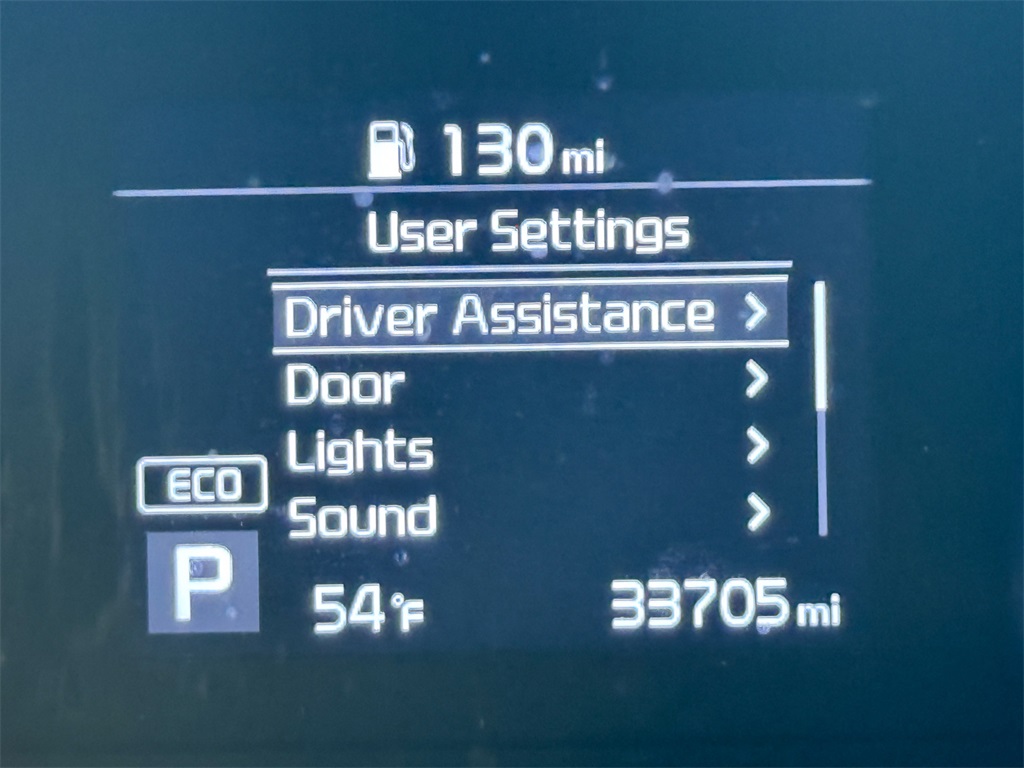 130 mi
User Settings
Driver Assistance
Door
Lights
ECO
Sound
P
54°F 33705 mi